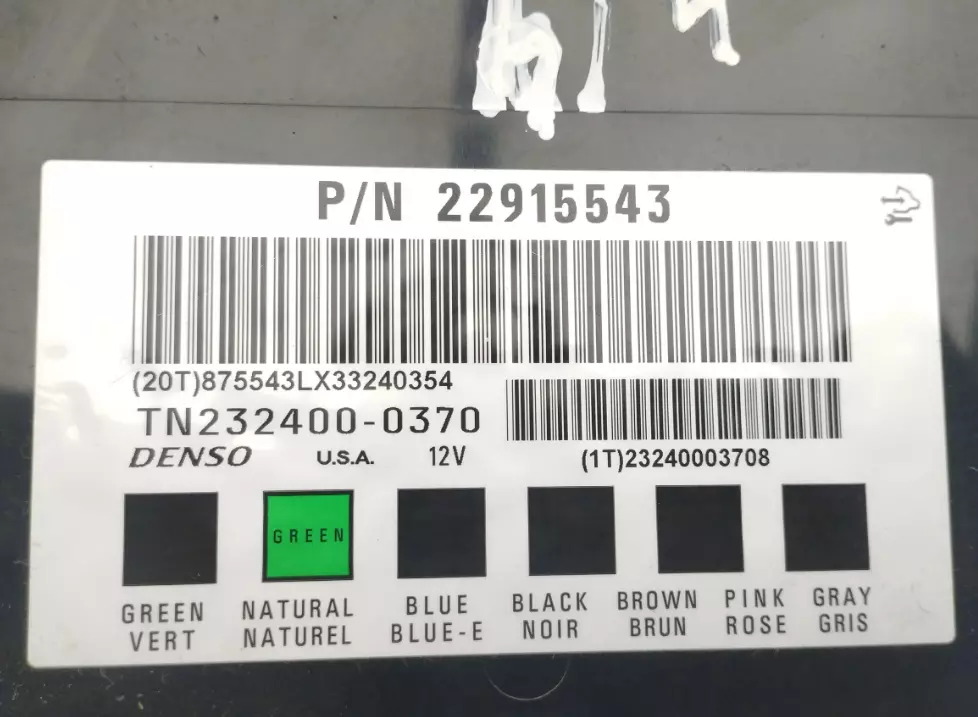 P/N 22915543
(20T)875543LX33240354
TN232400-0370
DENSO U.S.A. 12V (1T)23240003708
GREEN
GREEN NATURAL BLUE BLACK BROWN PINK GRAY
VERT NATUREL BLUE-E NOIR BRUN ROSE GRIS